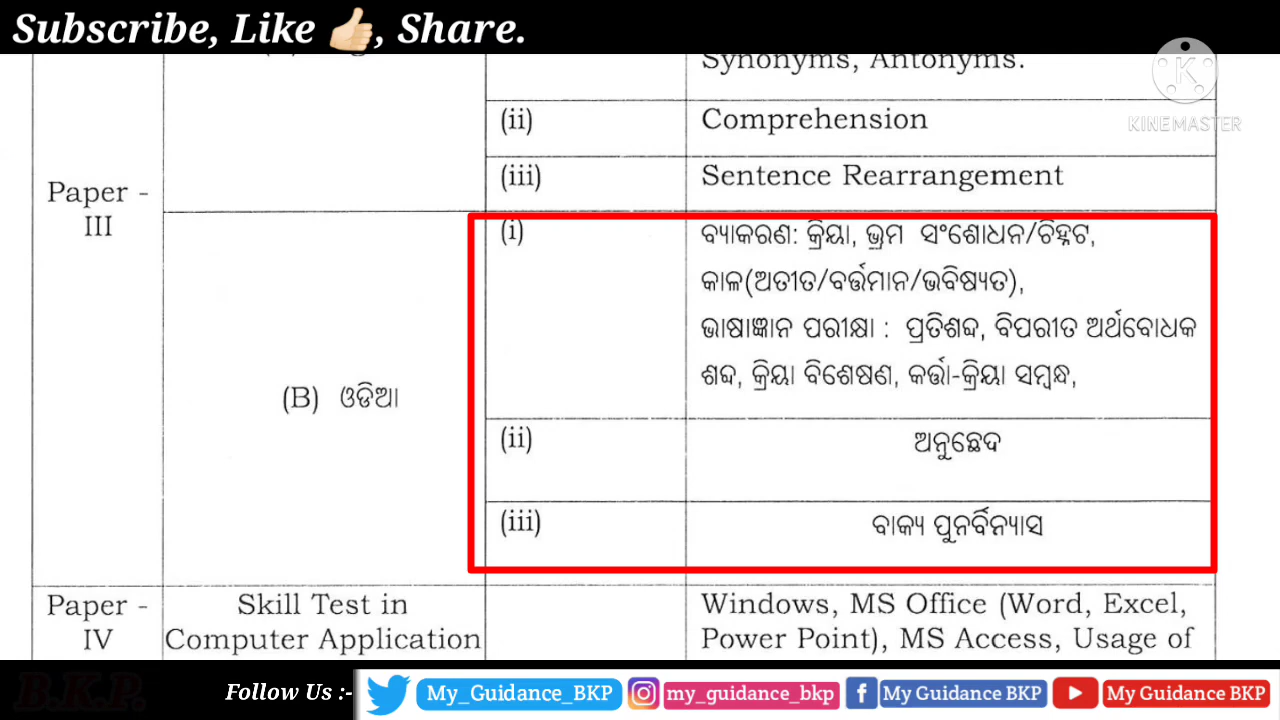 Subscribe, Like 👍🏻, Share.
Synonyms, Antonyms.
KINEMASTER
(ii) Comprehension
(iii) Sentence Rearrangement
Paper -
III
(B) ଓଡିଆ
(i) ବ୍ୟାକରଣ: କ୍ରିୟା, ଭ୍ରମ ସଂଶୋଧନ/ଚିହ୍ନଟ,
କାଳ(ଅତୀତ/ବର୍ତ୍ତମାନ/ଭବିଷ୍ୟତ),
ଭାଷାଜ୍ଞାନ ପରୀକ୍ଷା : ପ୍ରତିଶବ୍ଦ, ବିପରୀତ ଅର୍ଥବୋଧକ
ଶବ୍ଦ, କ୍ରିୟା ବିଶେଷଣ, କର୍ତ୍ତା-କ୍ରିୟା ସମ୍ବନ୍ଧ,
(ii) ଅନୁଚ୍ଛେଦ
(iii) ବାକ୍ୟ ପୁନର୍ବିନ୍ୟାସ
Paper -
IV
Skill Test in
Computer Application
Windows, MS Office (Word, Excel,
Power Point), MS Access, Usage of
B.K.P.
Follow Us :- My_Guidance_BKP my_guidance_bkp My Guidance BKP My Guidance BKP